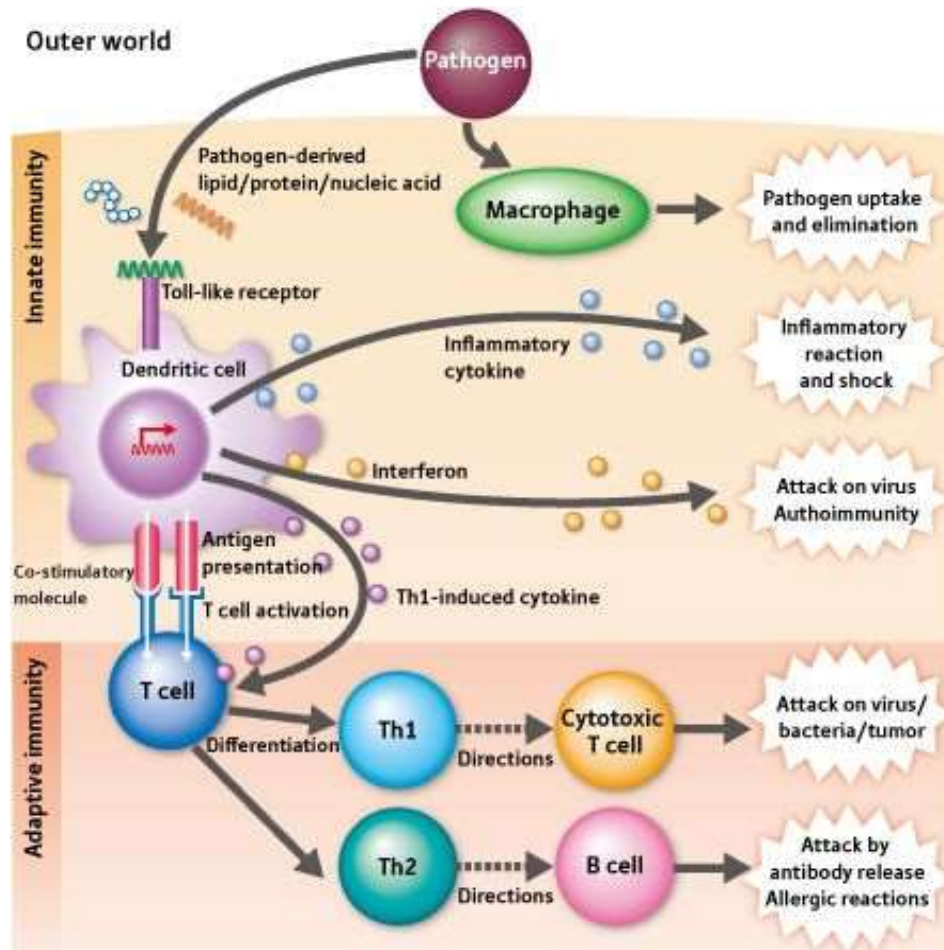 Outer world
Pathogen
Innate immunity
Pathogen-derived
lipid/protein/nucleic acid
Macrophage
Pathogen uptake
and elimination
Toll-like receptor
Dendritic cell
Inflammatory
cytokine
Inflammatory
reaction
and shock
Interferon
Attack on virus
Authoimmunity
Co-stimulatory
molecule
Antigen
presentation
T cell activation
Th1-induced cytokine
Adaptive immunity
T cell
Differentiation
Th1
Directions
Cytotoxic
T cell
Attack on virus/
bacteria/tumor
Th2
Directions
B cell
Attack by
antibody release
Allergic reactions